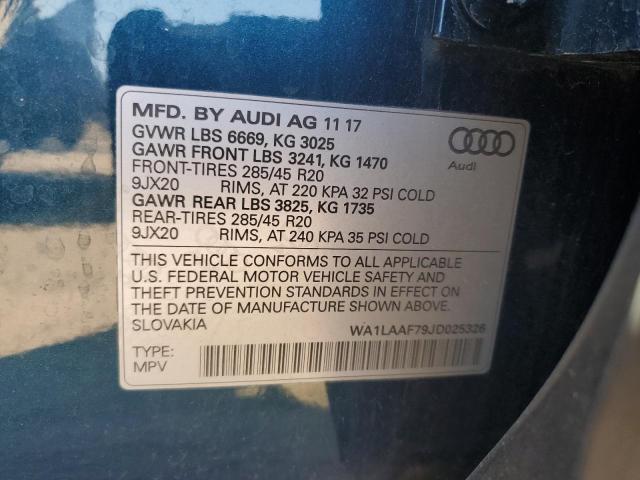 MFD. BY AUDI AG 11 17
GVWR LBS 6669, KG 3025
GAWR FRONT LBS 3241, KG 1470
FRONT-TIRES 285/45 R20
9JX20 RIMS, AT 220 KPA 32 PSI COLD
GAWR REAR LBS 3825, KG 1735
REAR-TIRES 285/45 R20
9JX20 RIMS, AT 240 KPA 35 PSI COLD
Audi
THIS VEHICLE CONFORMS TO ALL APPLICABLE
U.S. FEDERAL MOTOR VEHICLE SAFETY AND
THEFT PREVENTION STANDARDS IN EFFECT ON
THE DATE OF MANUFACTURE SHOWN ABOVE.
SLOVAKIA WA1LAAF79JD025326
TYPE:
MPV